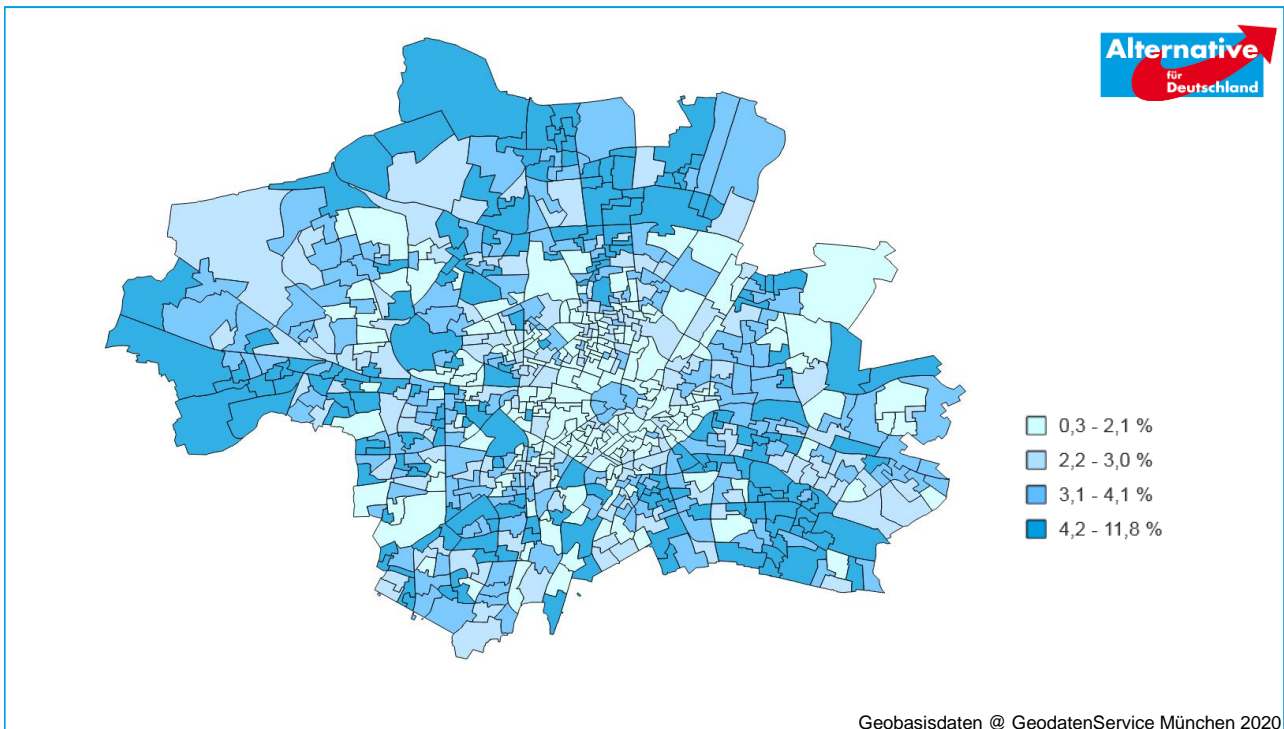 Alternative
für
Deutschland
0,3 - 2,1 %
2,2 - 3,0 %
3,1 - 4,1 %
4,2 - 11,8 %
Geobasisdaten @ GeodatenService München 2020